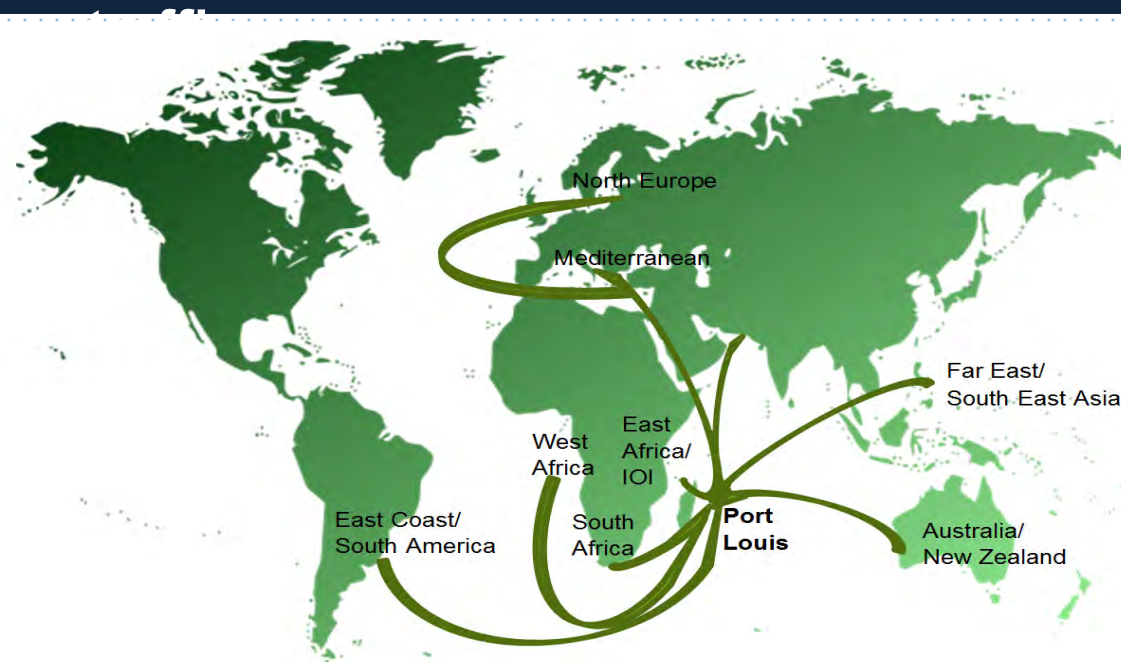 North Europe
Mediterranean
Far East/
South East Asia
East
Africa/
IOI
West
Africa
South
Africa
Port
Louis
East Coast/
South America
Australia/
New Zealand